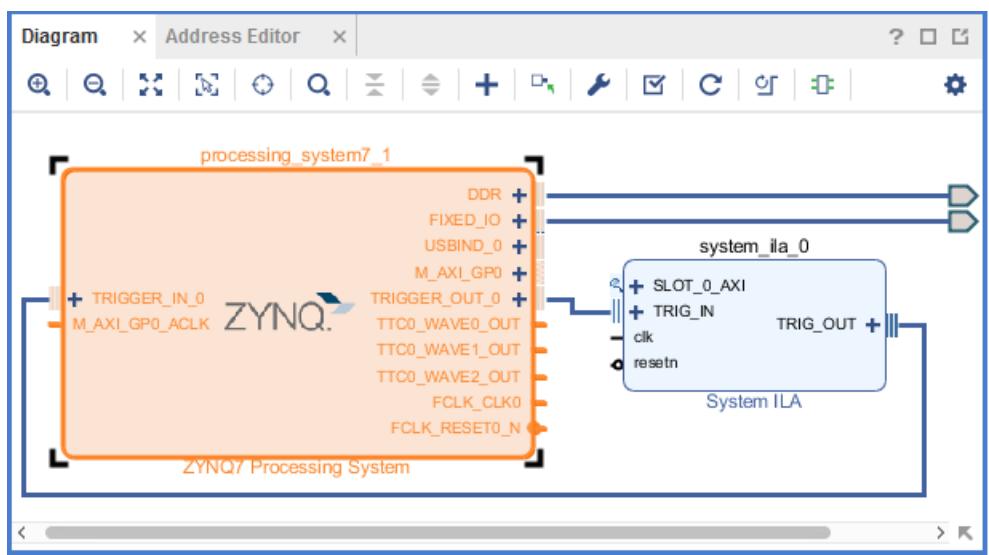 Diagram
Address Editor
processing_system7_1
DDR
FIXED_IO
USBIND_0
M_AXI_GP0
TRIGGER_IN_0
TRIGGER_OUT_0
M_AXI_GP0_ACLK
ZYNQ.
TTC0_WAVE0_OUT
TTC0_WAVE1_OUT
TTC0_WAVE2_OUT
FCLK_CLK0
FCLK_RESET0_N
ZYNQ7 Processing System
system_ila_0
SLOT_0_AXI
TRIG_IN
TRIG_OUT
clk
resetn
System ILA